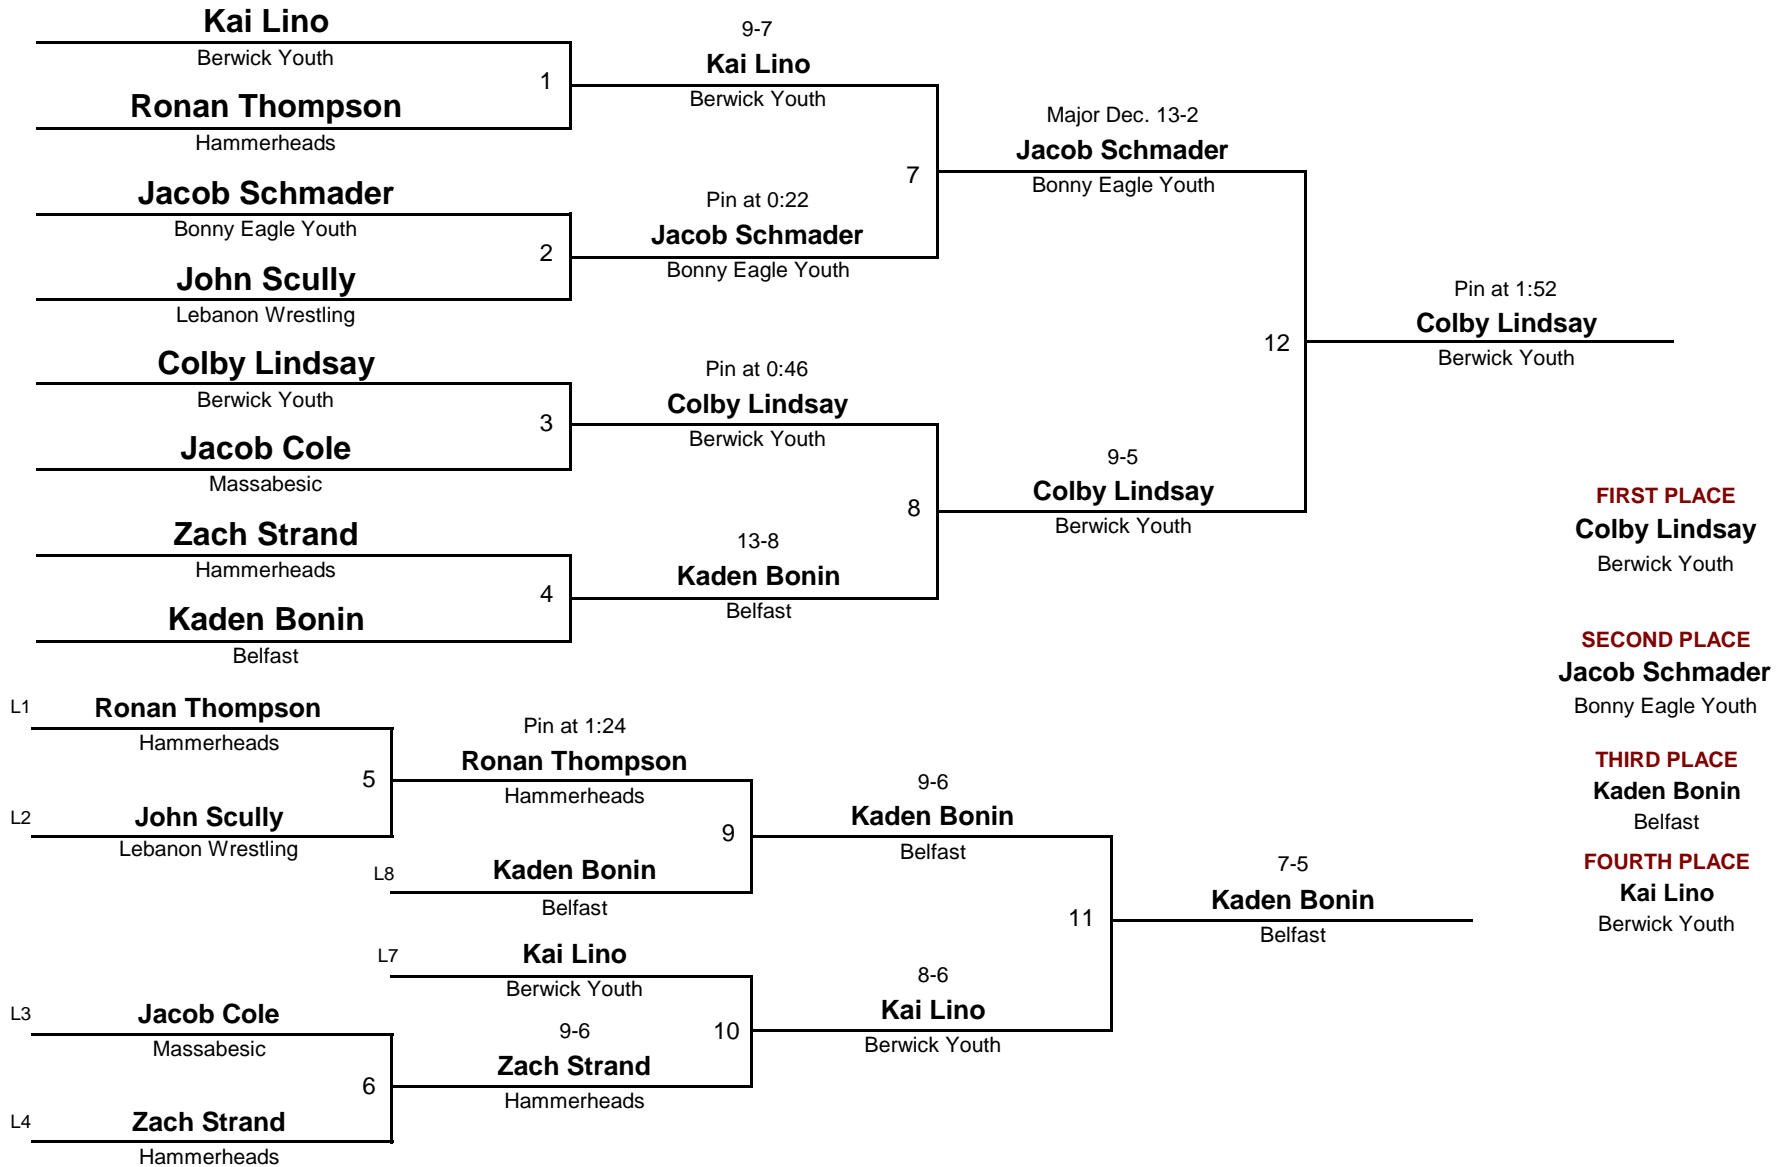 Kai Lino
Berwick Youth
1
Ronan Thompson
Hammerheads
Jacob Schmader
Bonny Eagle Youth
2
John Scully
Lebanon Wrestling
Colby Lindsay
Berwick Youth
3
Jacob Cole
Massabesic
Zach Strand
Hammerheads
4
Kaden Bonin
Belfast
9-7
Kai Lino
Berwick Youth
7
Pin at 0:22
Jacob Schmader
Bonny Eagle Youth
Pin at 0:46
Colby Lindsay
Berwick Youth
8
13-8
Kaden Bonin
Belfast
Major Dec. 13-2
Jacob Schmader
Bonny Eagle Youth
12
9-5
Colby Lindsay
Berwick Youth
Pin at 1:52
Colby Lindsay
Berwick Youth
FIRST PLACE
Colby Lindsay
Berwick Youth
SECOND PLACE
Jacob Schmader
Bonny Eagle Youth
THIRD PLACE
Kaden Bonin
Belfast
FOURTH PLACE
Kai Lino
Berwick Youth
L1 Ronan Thompson
Hammerheads
5
L2 John Scully
Lebanon Wrestling
Pin at 1:24
Ronan Thompson
Hammerheads
9
L8 Kaden Bonin
Belfast
L7 Kai Lino
Berwick Youth
10
L3 Jacob Cole
Massabesic
6
L4 Zach Strand
Hammerheads
9-6
Zach Strand
Hammerheads
9-6
Kaden Bonin
Belfast
11
8-6
Kai Lino
Berwick Youth
7-5
Kaden Bonin
Belfast